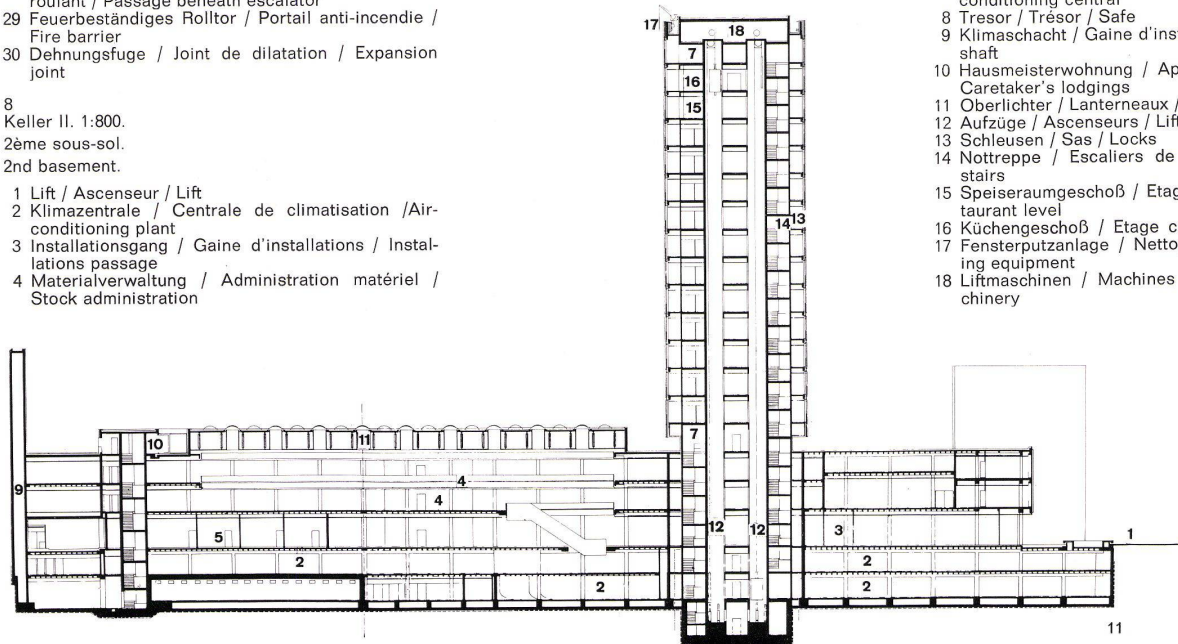 roulant / Passage beneath escalator
29 Feuerbeständiges Rolltor / Portail anti-incendie /
Fire barrier
30 Dehnungsfuge / Joint de dilatation / Expansion
joint
8
Keller II. 1:800.
2ème sous-sol.
2nd basement.
1 Lift / Ascenseur / Lift
2 Klimazentrale / Centrale de climatisation /Air-
conditioning plant
3 Installationsgang / Gaine d'installations / Instal-
lations passage
4 Materialverwaltung / Administration matériel /
Stock administration
conditioning central
8 Tresor / Trésor / Safe
9 Klimaschacht / Gaine d'inst
shaft
10 Hausmeisterwohnung / Ap
Caretaker's lodgings
11 Oberlichter / Lanterneaux /
12 Aufzüge / Ascenseurs / Lift
13 Schleusen / Sas / Locks
14 Nottreppe / Escaliers de
stairs
15 Speiseraumgeschoß / Etag
taurant level
16 Küchengeschoß / Etage c
17 Fensterputzanlage / Netto
ing equipment
18 Liftmaschinen / Machines
chinery
17
18
7
16
15
14
13
7
10
11
9
4
4
5
12
12
3
1
2
2
2
2
11